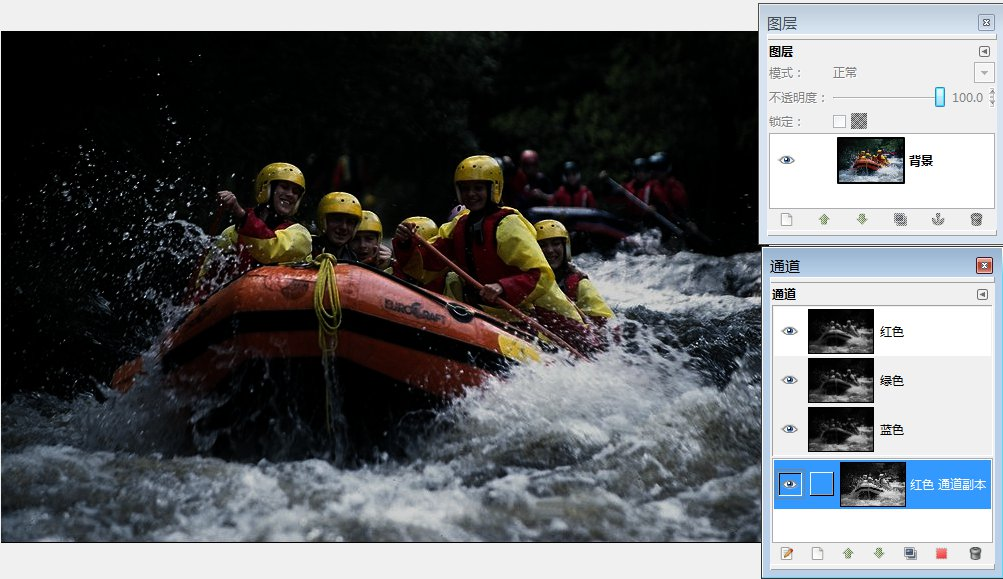 图层
图层
模式：
正常
不透明度：
100.0
锁定：
背景
通道
通道
红色
绿色
蓝色
红色 通道副本
EUROCRAFT